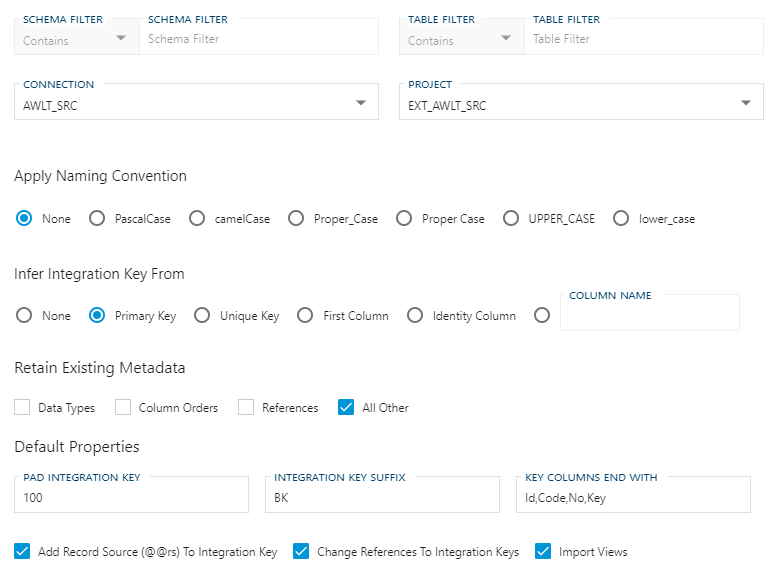 SCHEMA FILTER SCHEMA FILTER TABLE FILTER TABLE FILTER
Contains Schema Filter Contains Table Filter
CONNECTION PROJECT
AWLT_SRC EXT_AWLT_SRC
Apply Naming Convention
None PascalCase camelCase Proper_Case Proper Case UPPER_CASE lower_case
Infer Integration Key From
COLUMN NAME
None Primary Key Unique Key First Column Identity Column
Retain Existing Metadata
Data Types Column Orders References All Other
Default Properties
PAD INTEGRATION KEY INTEGRATION KEY SUFFIX KEY COLUMNS END WITH
100 BK Id,Code,No,Key
Add Record Source (@@rs) To Integration Key Change References To Integration Keys Import Views